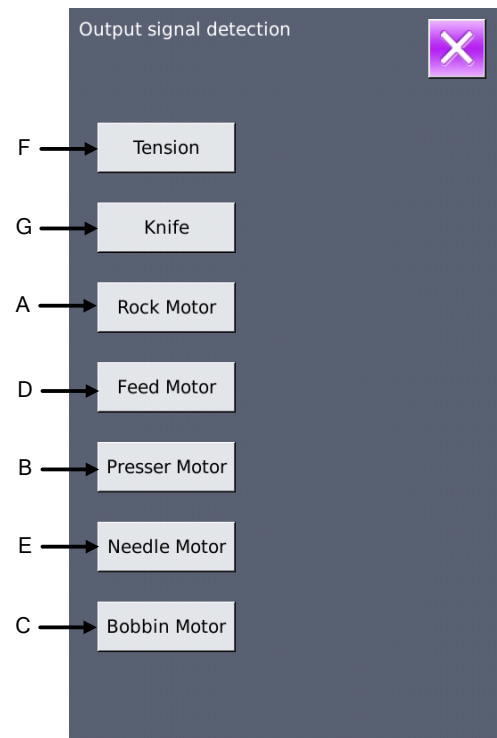 Output signal detection
F Tension
G Knife
A Rock Motor
D Feed Motor
B Presser Motor
E Needle Motor
C Bobbin Motor